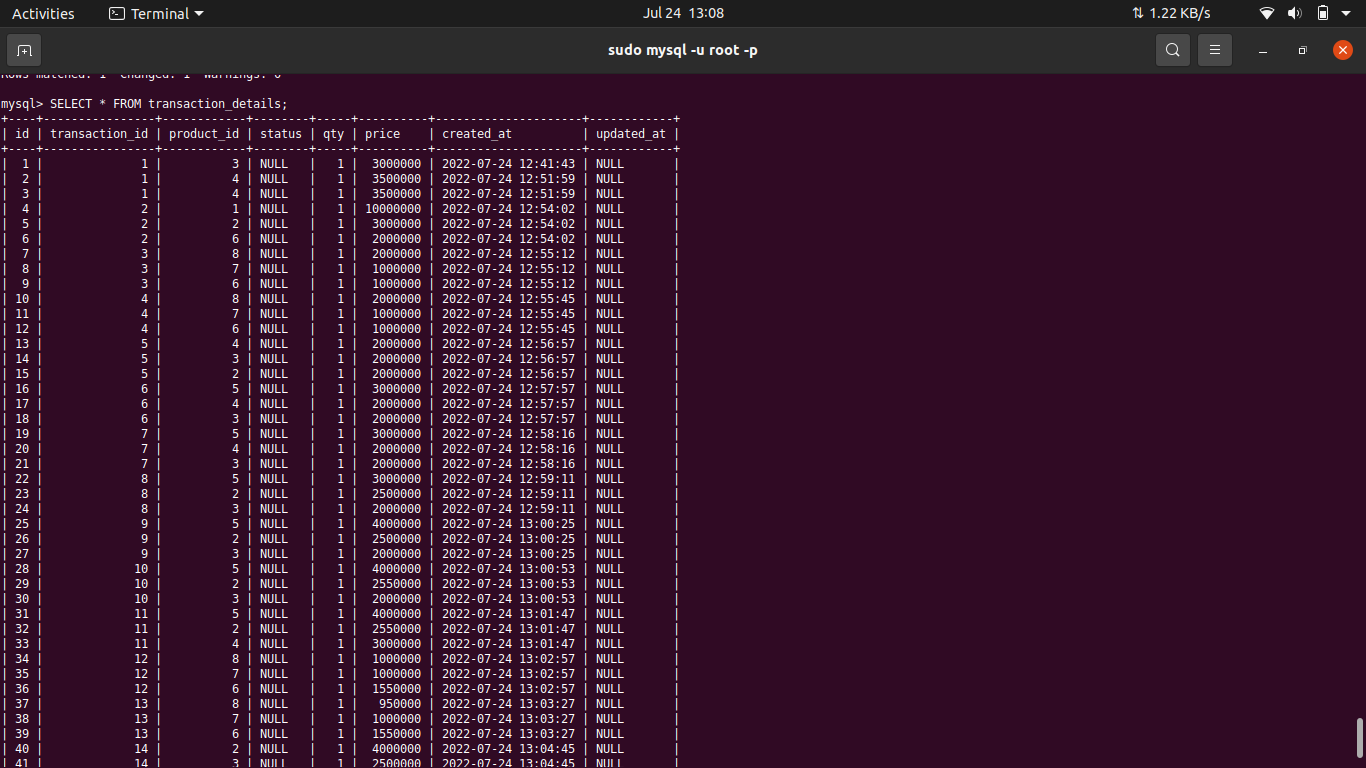 Activities Terminal Jul 24 13:08 1.22 KB/s
sudo mysql -u root -p
Rows matched: 1 Changed: 1 Warnings: 0
mysql> SELECT * FROM transaction_details;
+----+----------------+------------+--------+-----+----------+---------------------+------------+
| id | transaction_id | product_id | status | qty | price | created_at | updated_at |
+----+----------------+------------+--------+-----+----------+---------------------+------------+
| 1 | 1 | 3 | NULL | 1 | 3000000 | 2022-07-24 12:41:43 | NULL |
| 2 | 1 | 4 | NULL | 1 | 3500000 | 2022-07-24 12:51:59 | NULL |
| 3 | 1 | 4 | NULL | 1 | 3500000 | 2022-07-24 12:51:59 | NULL |
| 4 | 2 | 1 | NULL | 1 | 10000000 | 2022-07-24 12:54:02 | NULL |
| 5 | 2 | 2 | NULL | 1 | 3000000 | 2022-07-24 12:54:02 | NULL |
| 6 | 2 | 6 | NULL | 1 | 2000000 | 2022-07-24 12:54:02 | NULL |
| 7 | 3 | 8 | NULL | 1 | 2000000 | 2022-07-24 12:55:12 | NULL |
| 8 | 3 | 7 | NULL | 1 | 1000000 | 2022-07-24 12:55:12 | NULL |
| 9 | 3 | 6 | NULL | 1 | 1000000 | 2022-07-24 12:55:12 | NULL |
| 10 | 4 | 8 | NULL | 1 | 2000000 | 2022-07-24 12:55:45 | NULL |
| 11 | 4 | 7 | NULL | 1 | 1000000 | 2022-07-24 12:55:45 | NULL |
| 12 | 4 | 6 | NULL | 1 | 1000000 | 2022-07-24 12:55:45 | NULL |
| 13 | 5 | 4 | NULL | 1 | 2000000 | 2022-07-24 12:56:57 | NULL |
| 14 | 5 | 3 | NULL | 1 | 2000000 | 2022-07-24 12:56:57 | NULL |
| 15 | 5 | 2 | NULL | 1 | 2000000 | 2022-07-24 12:56:57 | NULL |
| 16 | 6 | 5 | NULL | 1 | 3000000 | 2022-07-24 12:57:57 | NULL |
| 17 | 6 | 4 | NULL | 1 | 2000000 | 2022-07-24 12:57:57 | NULL |
| 18 | 6 | 3 | NULL | 1 | 2000000 | 2022-07-24 12:57:57 | NULL |
| 19 | 7 | 5 | NULL | 1 | 3000000 | 2022-07-24 12:58:16 | NULL |
| 20 | 7 | 4 | NULL | 1 | 2000000 | 2022-07-24 12:58:16 | NULL |
| 21 | 7 | 3 | NULL | 1 | 2000000 | 2022-07-24 12:58:16 | NULL |
| 22 | 8 | 5 | NULL | 1 | 3000000 | 2022-07-24 12:59:11 | NULL |
| 23 | 8 | 2 | NULL | 1 | 2500000 | 2022-07-24 12:59:11 | NULL |
| 24 | 8 | 3 | NULL | 1 | 2000000 | 2022-07-24 12:59:11 | NULL |
| 25 | 9 | 5 | NULL | 1 | 4000000 | 2022-07-24 13:00:25 | NULL |
| 26 | 9 | 2 | NULL | 1 | 2500000 | 2022-07-24 13:00:25 | NULL |
| 27 | 9 | 3 | NULL | 1 | 2000000 | 2022-07-24 13:00:25 | NULL |
| 28 | 10 | 5 | NULL | 1 | 4000000 | 2022-07-24 13:00:53 | NULL |
| 29 | 10 | 2 | NULL | 1 | 2550000 | 2022-07-24 13:00:53 | NULL |
| 30 | 10 | 3 | NULL | 1 | 2000000 | 2022-07-24 13:00:53 | NULL |
| 31 | 11 | 5 | NULL | 1 | 4000000 | 2022-07-24 13:01:47 | NULL |
| 32 | 11 | 2 | NULL | 1 | 2550000 | 2022-07-24 13:01:47 | NULL |
| 33 | 11 | 4 | NULL | 1 | 3000000 | 2022-07-24 13:01:47 | NULL |
| 34 | 12 | 8 | NULL | 1 | 1000000 | 2022-07-24 13:02:57 | NULL |
| 35 | 12 | 7 | NULL | 1 | 1000000 | 2022-07-24 13:02:57 | NULL |
| 36 | 12 | 6 | NULL | 1 | 1550000 | 2022-07-24 13:02:57 | NULL |
| 37 | 13 | 8 | NULL | 1 | 950000 | 2022-07-24 13:03:27 | NULL |
| 38 | 13 | 7 | NULL | 1 | 1000000 | 2022-07-24 13:03:27 | NULL |
| 39 | 13 | 6 | NULL | 1 | 1550000 | 2022-07-24 13:03:27 | NULL |
| 40 | 14 | 2 | NULL | 1 | 4000000 | 2022-07-24 13:04:45 | NULL |
| 41 | 14 | 3 | NULL | 1 | 2500000 | 2022-07-24 13:04:45 | NULL |